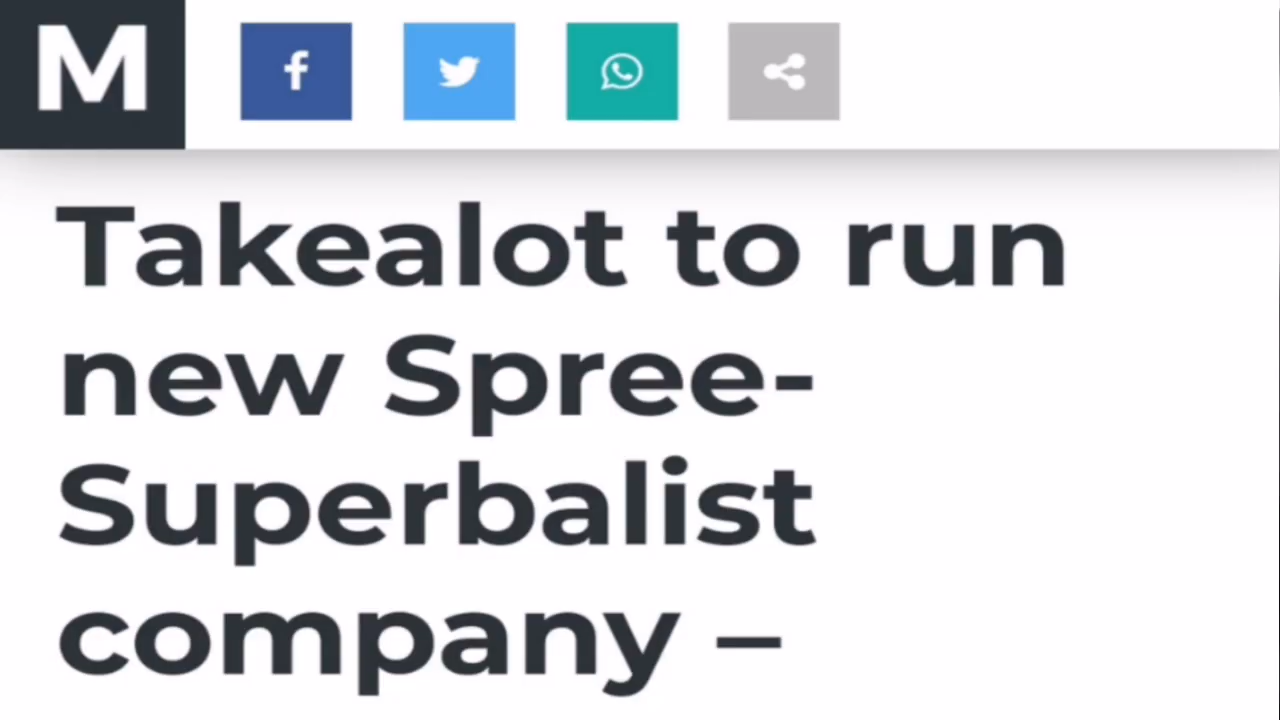 M
Takealot to run
new Spree-
Superbalist
company –